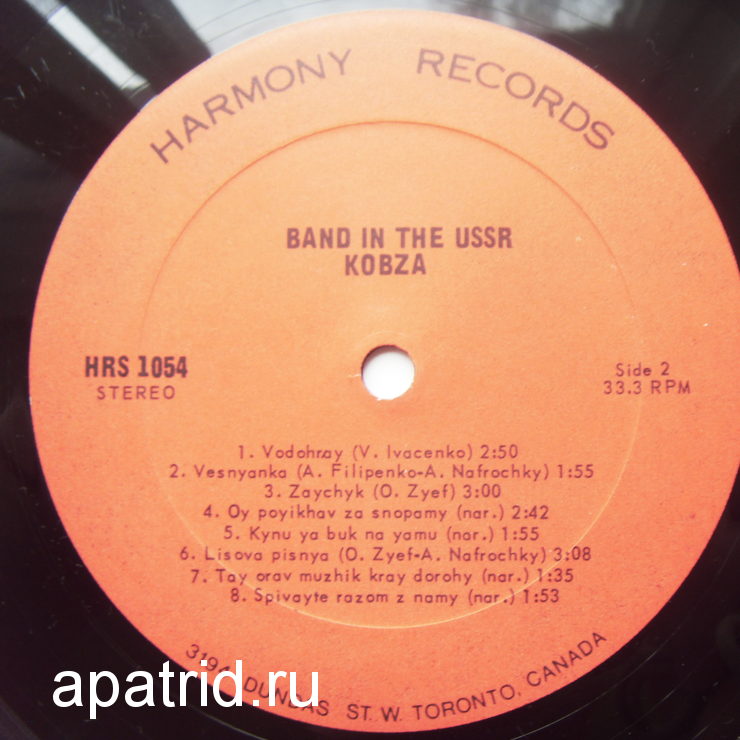 HARMONY RECORDS
BAND IN THE USSR
KOBZA
HRS 1054
STEREO
Side 2
33.3 RPM
1. Vodohray (V. Ivacenko) 2:50
2. Vesnyanka (A. Filipenko-A. Nafrochky) 1:55
3. Zaychyk (O. Zyef) 3:00
4. Oy poyikhav za snopamy (nar.) 2:42
5. Kynu ya buk na yamu (nar.) 1:55
6. Lisova pisnya (O. Zyef-A. Nafrochky) 3:08
7. Tay orav muzhik kray dorohy (nar.) 1:35
8. Spivayte razom z namy (nar.) 1:53
DUNDAS ST. W. TORONTO, CANADA
apatrid.ru